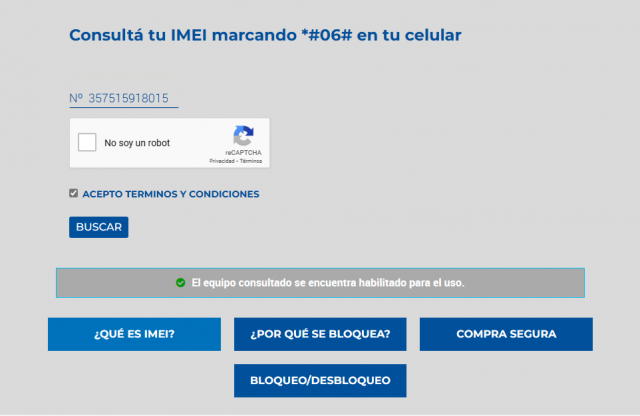 Consultá tu IMEI marcando *#06# en tu celular
Nº 357515918015
No soy un robot
reCAPTCHA
Privacidad - Términos
ACEPTO TERMINOS Y CONDICIONES
BUSCAR
El equipo consultado se encuentra habilitado para el uso.
¿QUÉ ES IMEI?
¿POR QUÉ SE BLOQUEA?
COMPRA SEGURA
BLOQUEO/DESBLOQUEO